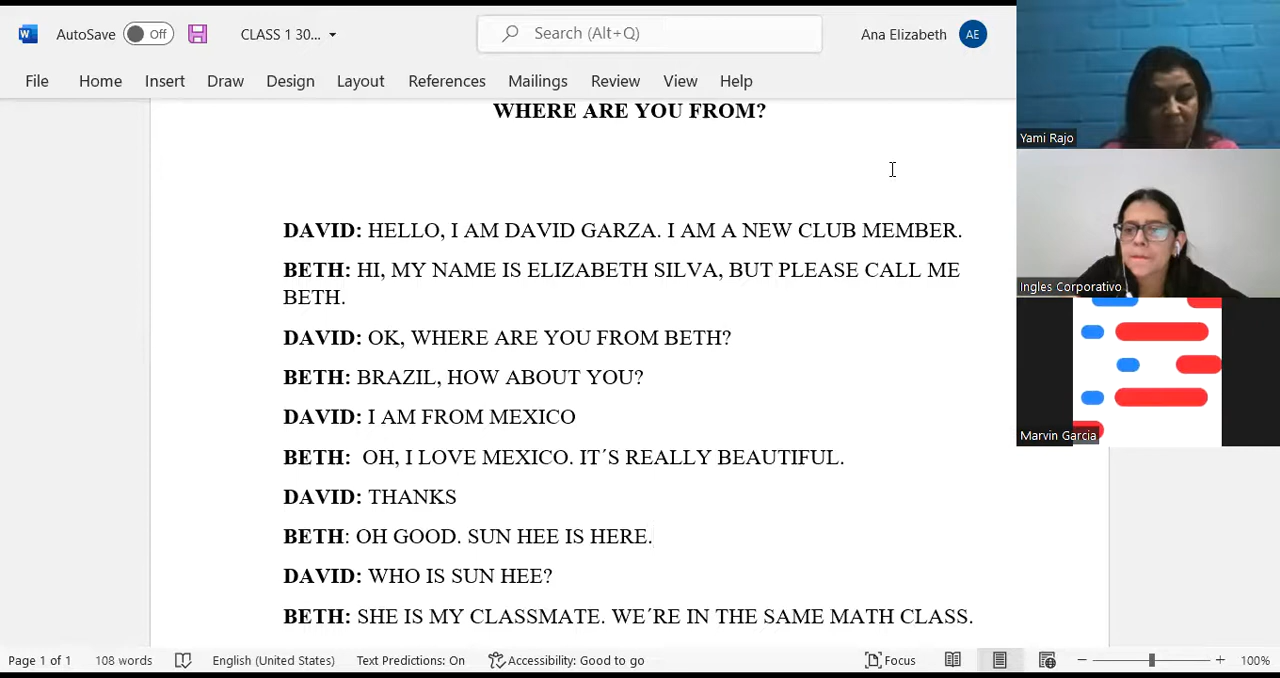 AutoSave Off CLASS 1 30... Search (Alt+Q) Ana Elizabeth AE
File Home Insert Draw Design Layout References Mailings Review View Help
WHERE ARE YOU FROM?
DAVID: HELLO, I AM DAVID GARZA. I AM A NEW CLUB MEMBER.
BETH: HI, MY NAME IS ELIZABETH SILVA, BUT PLEASE CALL ME
BETH.
DAVID: OK, WHERE ARE YOU FROM BETH?
BETH: BRAZIL, HOW ABOUT YOU?
DAVID: I AM FROM MEXICO
BETH: OH, I LOVE MEXICO. IT´S REALLY BEAUTIFUL.
DAVID: THANKS
BETH: OH GOOD. SUN HEE IS HERE.
DAVID: WHO IS SUN HEE?
BETH: SHE IS MY CLASSMATE. WE´RE IN THE SAME MATH CLASS.
Page 1 of 1 108 words English (United States) Text Predictions: On Accessibility: Good to go Focus 100%
Yami Rajo
Ingles Corporativo
Marvin Garcia